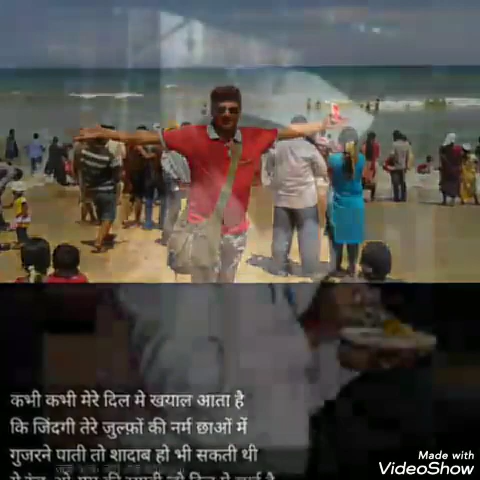 कभी कभी मेरे दिल मे खयाल आता है
कि जिंदगी तेरे जुल्फ़ों की नर्म छाओं में
गुजरने पाती तो शादाब हो भी सकती थी
Made with
VideoShow